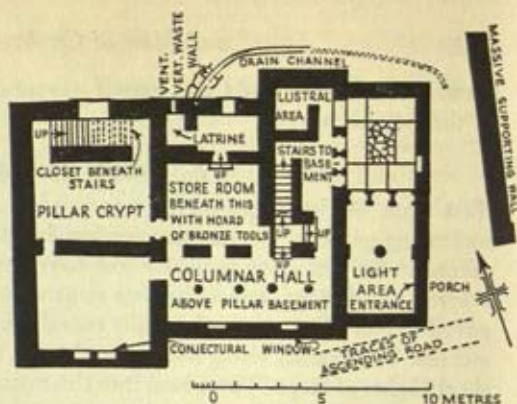 VENT.
VERT. WASTE
WALL
DRAIN CHANNEL
MASSIVE SUPPORTING WALL
LUSTRAL
AREA
UP
LATRINE
CLOSET BENEATH
STAIRS
UP
STAIRS TO
BASE
MENT
STORE ROOM
BENEATH THIS
WITH HOARD
OF BRONZE TOOLS
PILLAR CRYPT
UP
UP
UP
COLUMNAR HALL
ABOVE PILLAR BASEMENT
LIGHT
AREA
ENTRANCE
PORCH
CONJECTURAL WINDOW
TRACES OF
ASCENDING ROAD
0 5 10 METRES